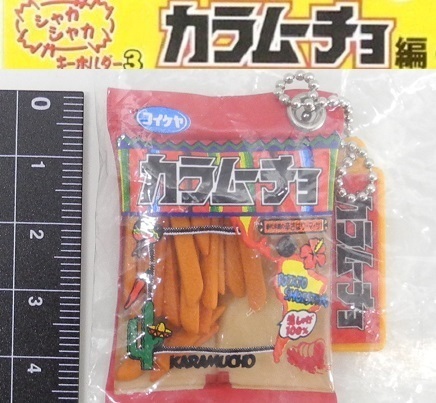 シャカ
シャカ
キーホルダー3
カラムーチョ編
0
1
2
3
4
コイケヤ
カラムーチョ
カラムーチョ
POTATO
100%
KARAMUCHO